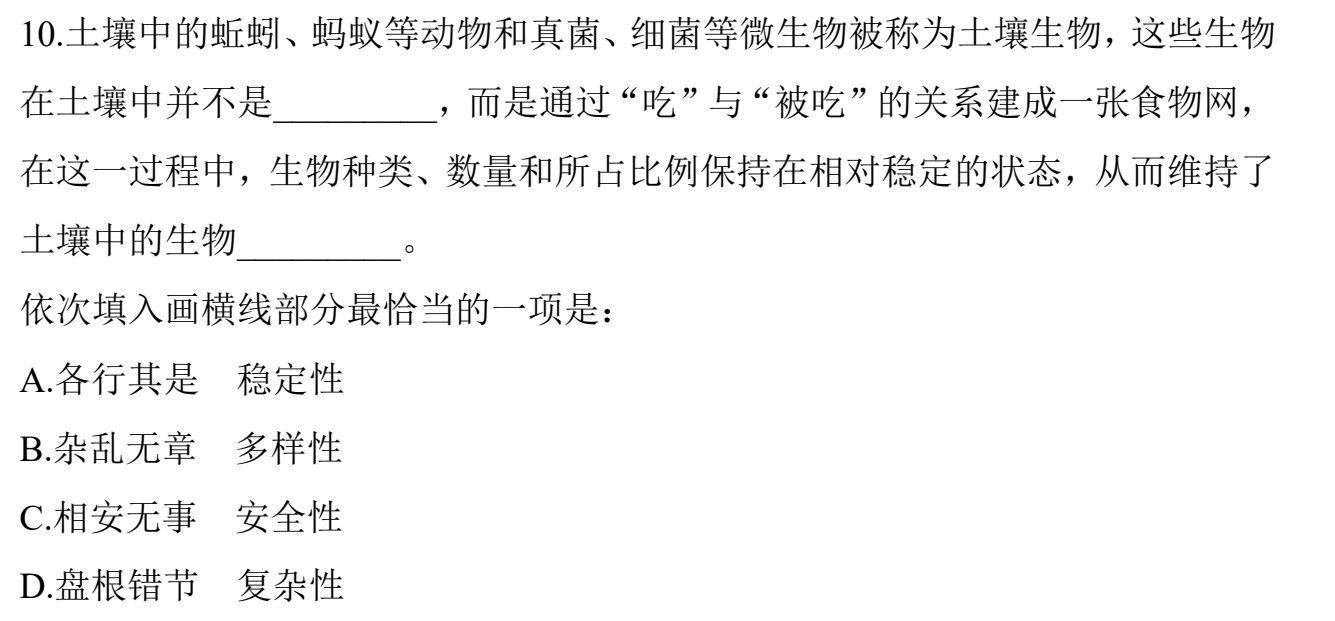 10.土壤中的蚯蚓、蚂蚁等动物和真菌、细菌等微生物被称为土壤生物，这些生物
在土壤中并不是_________，而是通过“吃”与“被吃”的关系建成一张食物网，
在这一过程中，生物种类、数量和所占比例保持在相对稳定的状态，从而维持了
土壤中的生物_________。
依次填入画横线部分最恰当的一项是：
A.各行其是　稳定性
B.杂乱无章　多样性
C.相安无事　安全性
D.盘根错节　复杂性